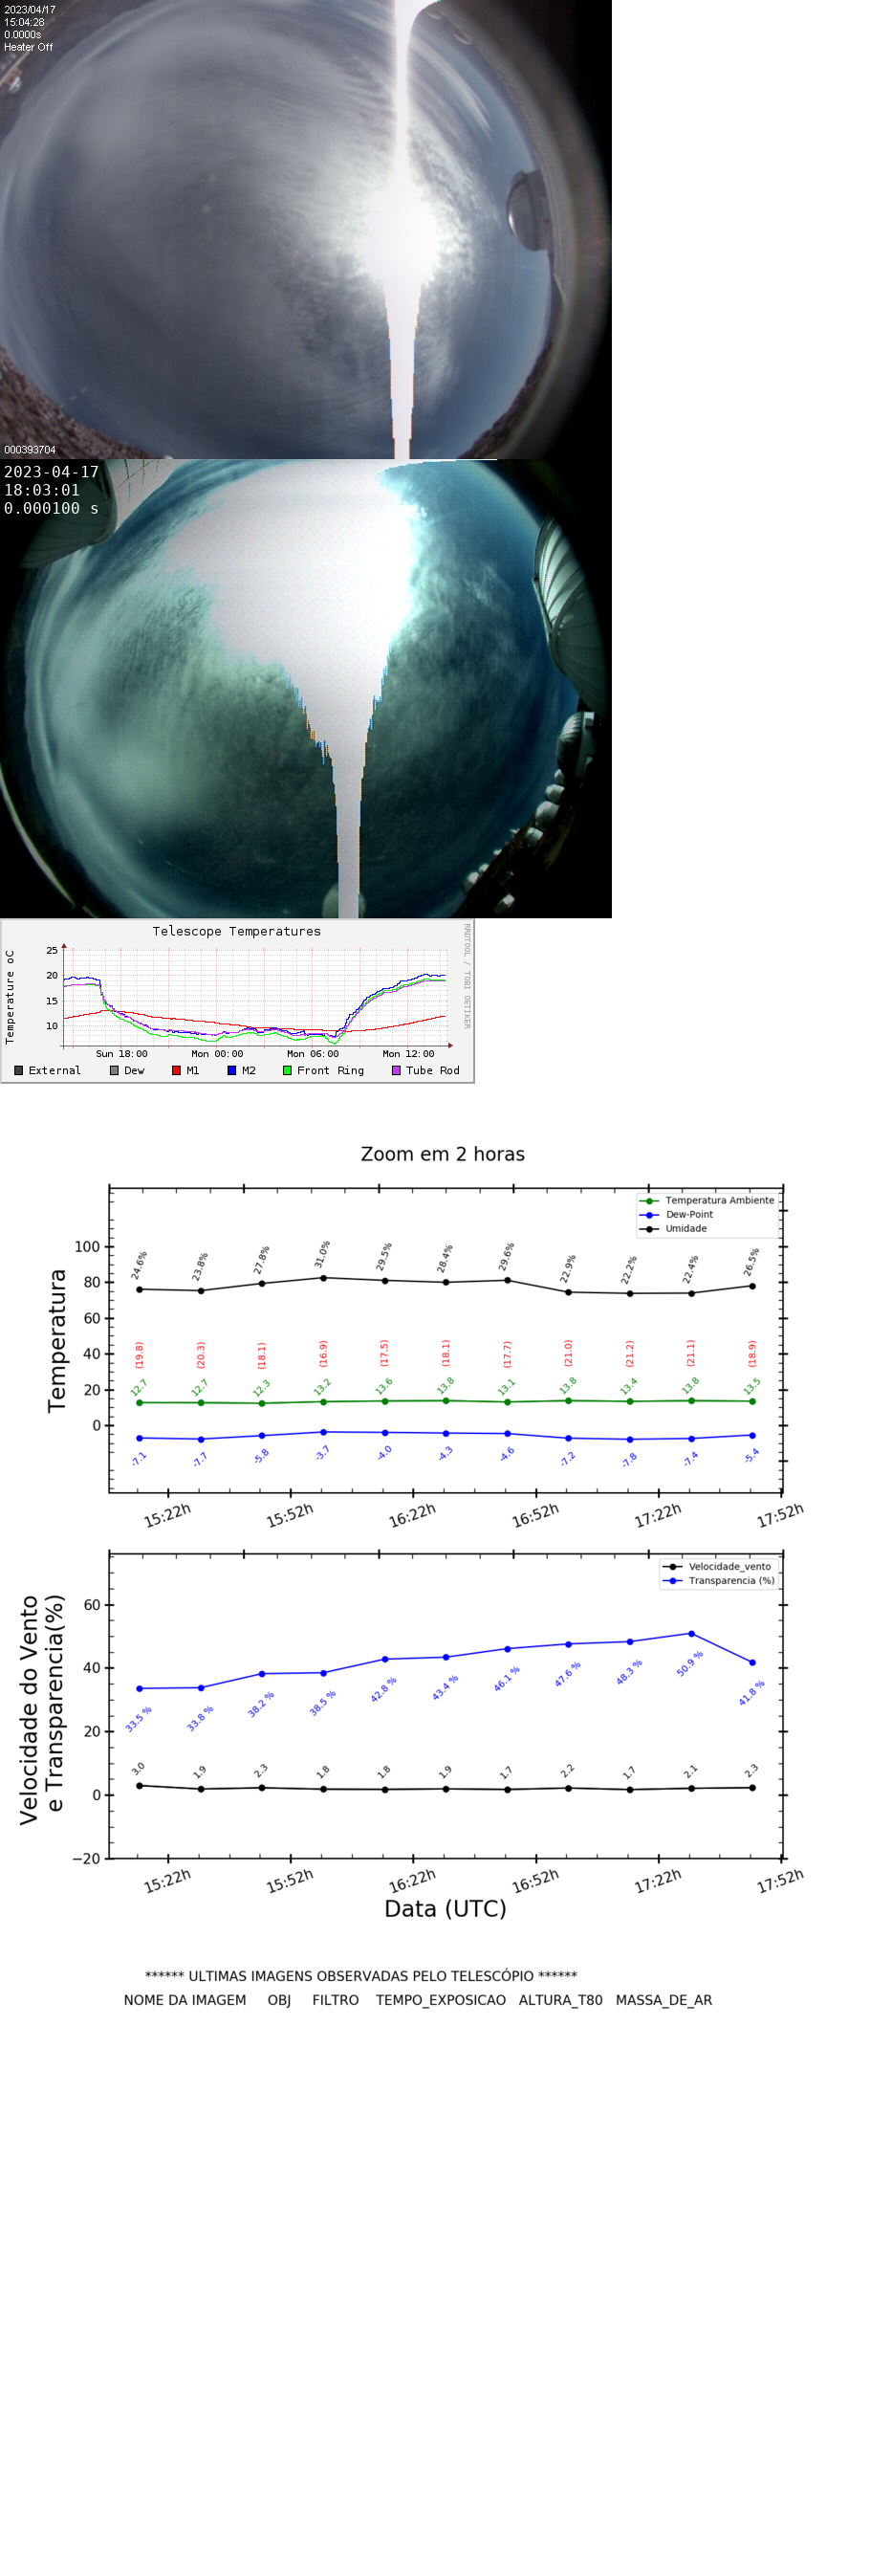 2023/04/17
15:04:28
0.0000s
Heater Off
000393704
2023-04-17
18:03:01
0.000100 s
Telescope Temperatures
RRDTOOL / TOBI OETIKER
Temperature oC
25
20
15
10
Sun 18:00 Mon 00:00 Mon 06:00 Mon 12:00
External Dew M1 M2 Front Ring Tube Rod
Zoom em 2 horas
Temperatura Ambiente
Dew-Point
Umidade
Temperatura
100
80
60
40
20
0
24.6% 23.8% 27.8% 31.0% 29.5% 28.4% 29.6% 22.9% 22.2% 22.4% 26.5%
(19.8) (20.3) (18.1) (16.9) (17.5) (18.1) (17.7) (21.0) (21.2) (21.1) (18.9)
12.7 12.7 12.3 13.2 13.6 13.8 13.1 13.8 13.4 13.8 13.5
-7.1 -7.7 -5.8 -3.7 -4.0 -4.3 -4.6 -7.2 -7.8 -7.4 -5.4
15:22h 15:52h 16:22h 16:52h 17:22h 17:52h
Velocidade_vento
Transparencia (%)
Velocidade do Vento
e Transparencia(%)
60
40
20
0
−20
33.5 % 33.8 % 38.2 % 38.5 % 42.8 % 43.4 % 46.1 % 47.6 % 48.3 % 50.9 % 41.8 %
3.0 1.9 2.3 1.8 1.8 1.9 1.7 2.2 1.7 2.1 2.3
15:22h 15:52h 16:22h 16:52h 17:22h 17:52h
Data (UTC)
****** ULTIMAS IMAGENS OBSERVADAS PELO TELESCÓPIO ******
NOME DA IMAGEM OBJ FILTRO TEMPO_EXPOSICAO ALTURA_T80 MASSA_DE_AR